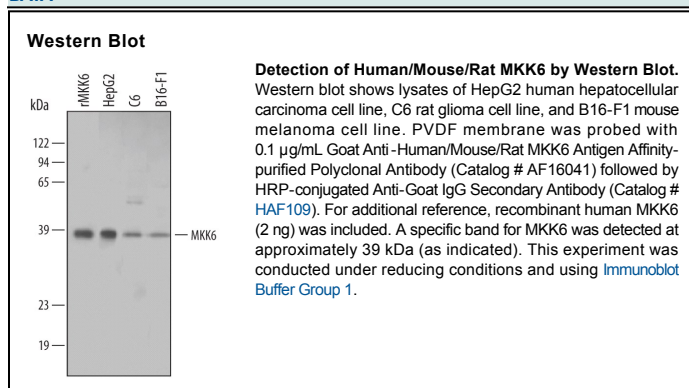 Western Blot
kDa
rMKK6
HepG2
C6
B16-F1
122
94
65
39
23
19
MKK6
Detection of Human/Mouse/Rat MKK6 by Western Blot.
Western blot shows lysates of HepG2 human hepatocellular
carcinoma cell line, C6 rat glioma cell line, and B16-F1 mouse
melanoma cell line. PVDF membrane was probed with
0.1 µg/mL Goat Anti-Human/Mouse/Rat MKK6 Antigen Affinity-
purified Polyclonal Antibody (Catalog # AF16041) followed by
HRP-conjugated Anti-Goat IgG Secondary Antibody (Catalog #
HAF109). For additional reference, recombinant human MKK6
(2 ng) was included. A specific band for MKK6 was detected at
approximately 39 kDa (as indicated). This experiment was
conducted under reducing conditions and using Immunoblot
Buffer Group 1.